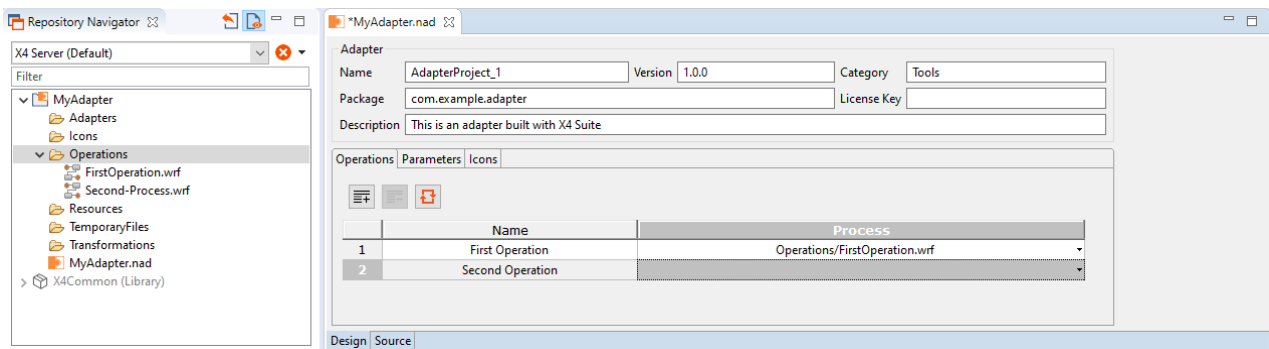 Repository Navigator
X4 Server (Default)
Filter
MyAdapter
Adapters
Icons
Operations
FirstOperation.wrf
Second-Process.wrf
Resources
TemporaryFiles
Transformations
MyAdapter.nad
X4Common (Library)
*MyAdapter.nad
Adapter
Name AdapterProject_1 Version 1.0.0 Category Tools
Package com.example.adapter License Key
Description This is an adapter built with X4 Suite
Operations Parameters Icons
Name Process
1 First Operation Operations/FirstOperation.wrf
2 Second Operation
Design Source